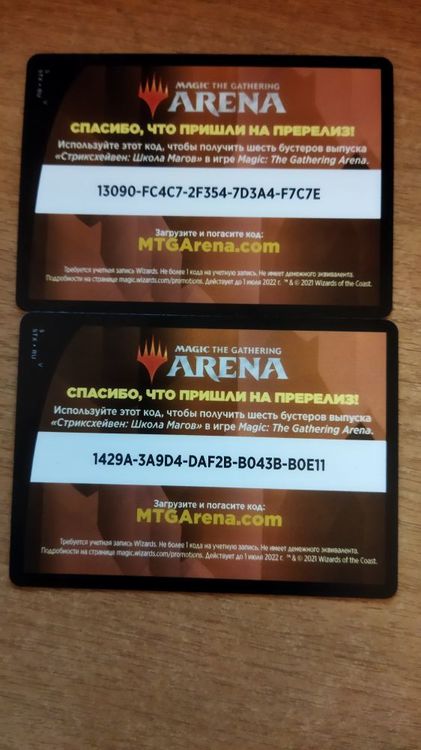 MAGIC THE GATHERING
ARENA
СПАСИБО, ЧТО ПРИШЛИ НА ПРЕРЕЛИЗ!
Используйте этот код, чтобы получить шесть бустеров выпуска
«Стриксхейвен: Школа Магов» в игре Magic: The Gathering Arena.
13090-FC4C7-2F354-7D3A4-F7C7E
Загрузите и погасите код:
MTGArena.com
Требуется учетная запись Wizards. Не более 1 кода на учетную запись. Не имеет денежного эквивалента.
Подробности на странице magic.wizards.com/promotions. Действует до 1 июля 2022 г. ™ & © 2021 Wizards of the Coast.
STX • RU
MAGIC THE GATHERING
ARENA
СПАСИБО, ЧТО ПРИШЛИ НА ПРЕРЕЛИЗ!
Используйте этот код, чтобы получить шесть бустеров выпуска
«Стриксхейвен: Школа Магов» в игре Magic: The Gathering Arena.
1429A-3A9D4-DAF2B-B043B-B0E11
Загрузите и погасите код:
MTGArena.com
Требуется учетная запись Wizards. Не более 1 кода на учетную запись. Не имеет денежного эквивалента.
Подробности на странице magic.wizards.com/promotions. Действует до 1 июля 2022 г. ™ & © 2021 Wizards of the Coast.
STX • RU